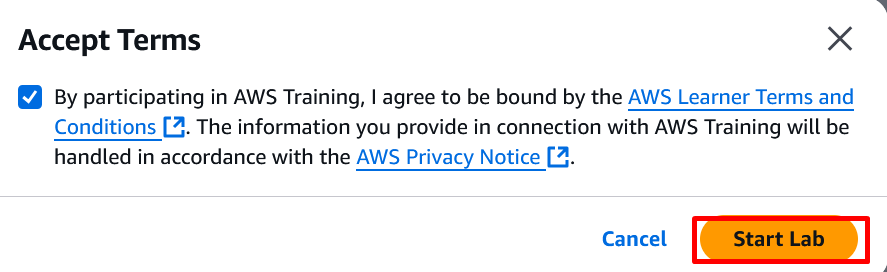 Accept Terms
By participating in AWS Training, I agree to be bound by the AWS Learner Terms and
Conditions. The information you provide in connection with AWS Training will be
handled in accordance with the AWS Privacy Notice.
Cancel
Start Lab